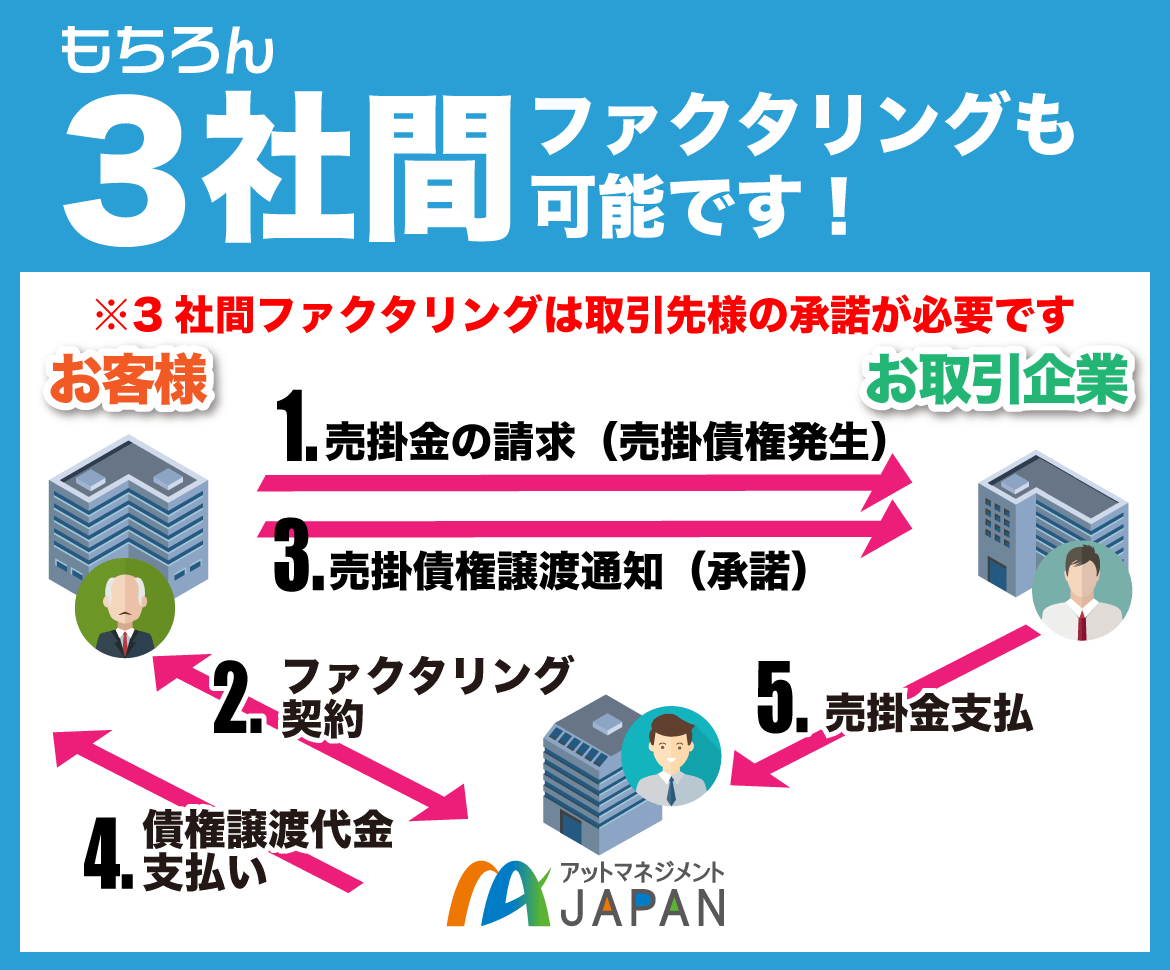 もちろん
3社間ファクタリングも
可能です！
※3社間ファクタリングは取引先様の承諾が必要です
お客様
お取引企業
1.売掛金の請求（売掛債権発生）
3.売掛債権譲渡通知（承諾）
2.ファクタリング
契約
5.売掛金支払
4.債権譲渡代金
支払い
アットマネジメント
JAPAN